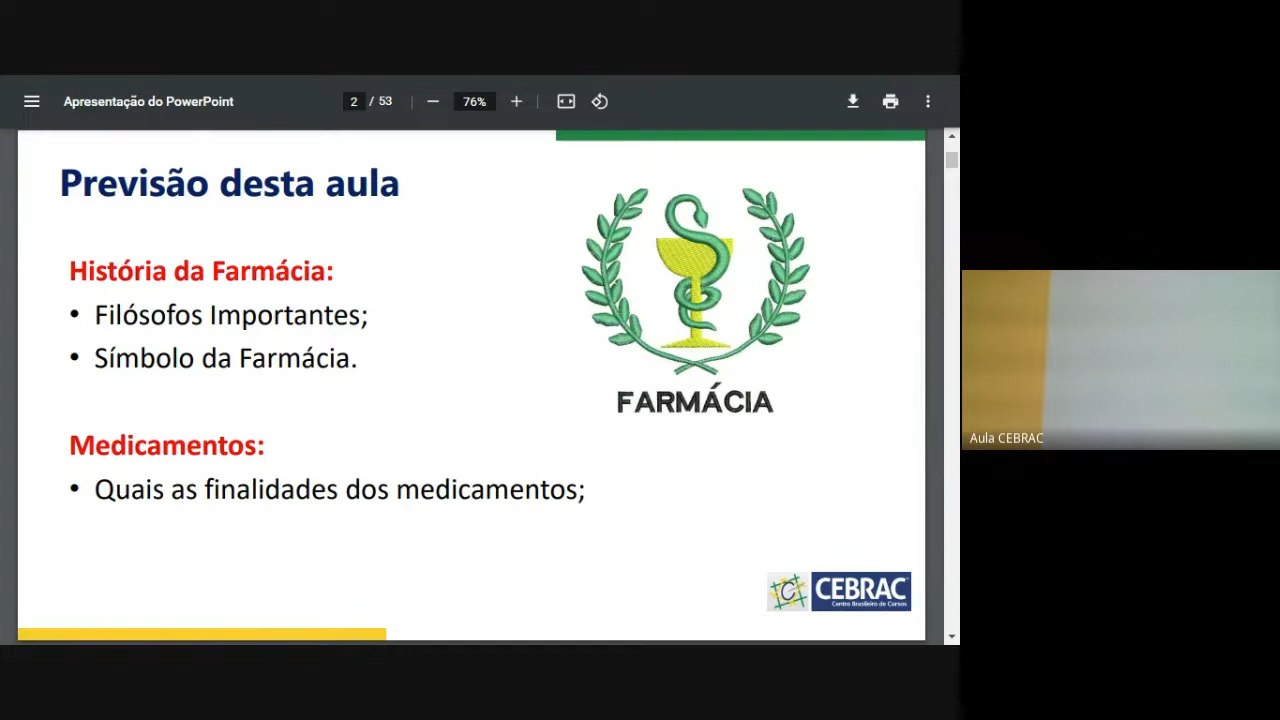 Apresentação do PowerPoint
2 / 53
76%
Previsão desta aula
História da Farmácia:
• Filósofos Importantes;
• Símbolo da Farmácia.
FARMÁCIA
Medicamentos:
• Quais as finalidades dos medicamentos;
C CEBRAC
Centro Brasileiro de Cursos
Aula CEBRAC